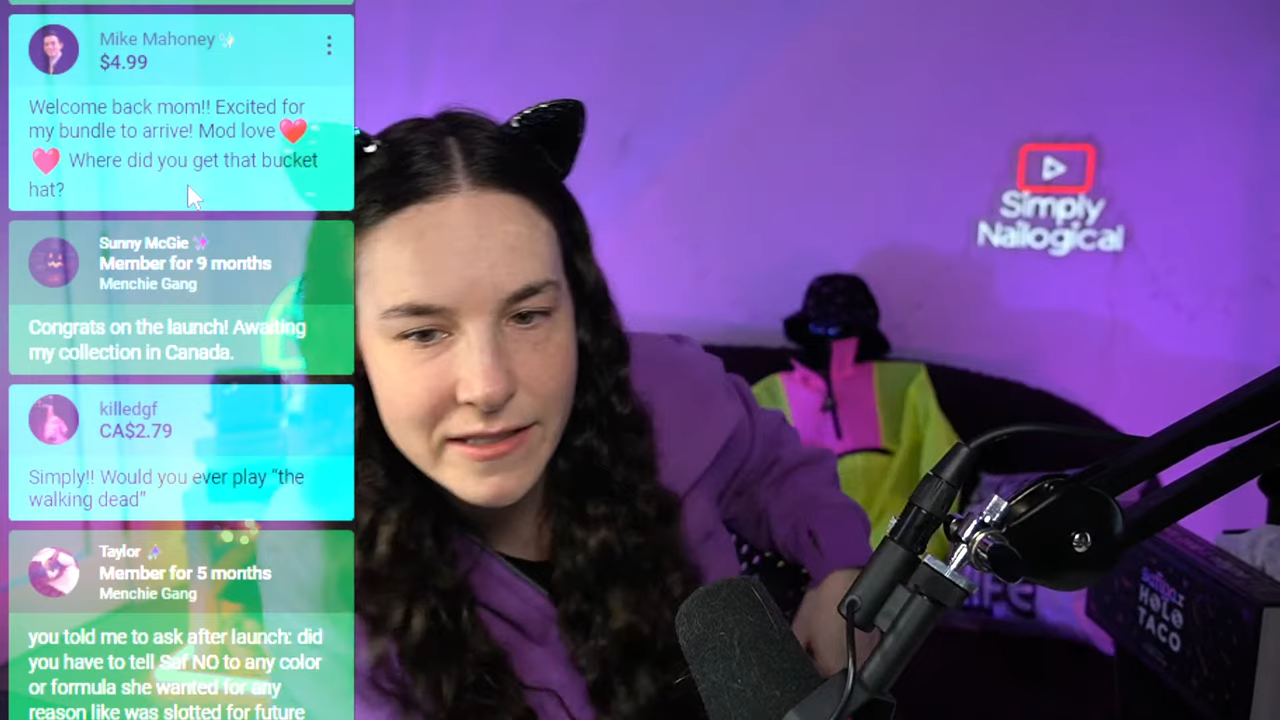 Mike Mahoney
$4.99
Welcome back mom!! Excited for
my bundle to arrive! Mod love
Where did you get that bucket
hat?
Sunny McGie
Member for 9 months
Menchie Gang
Congrats on the launch! Awaiting
my collection in Canada.
killedgf
CA$2.79
Simply!! Would you ever play “the
walking dead”
Taylor
Member for 5 months
Menchie Gang
you told me to ask after launch: did
you have to tell Saf NO to any color
or formula she wanted for any
reason like was slotted for future
Simply
Nailogical
HOLO
TACO